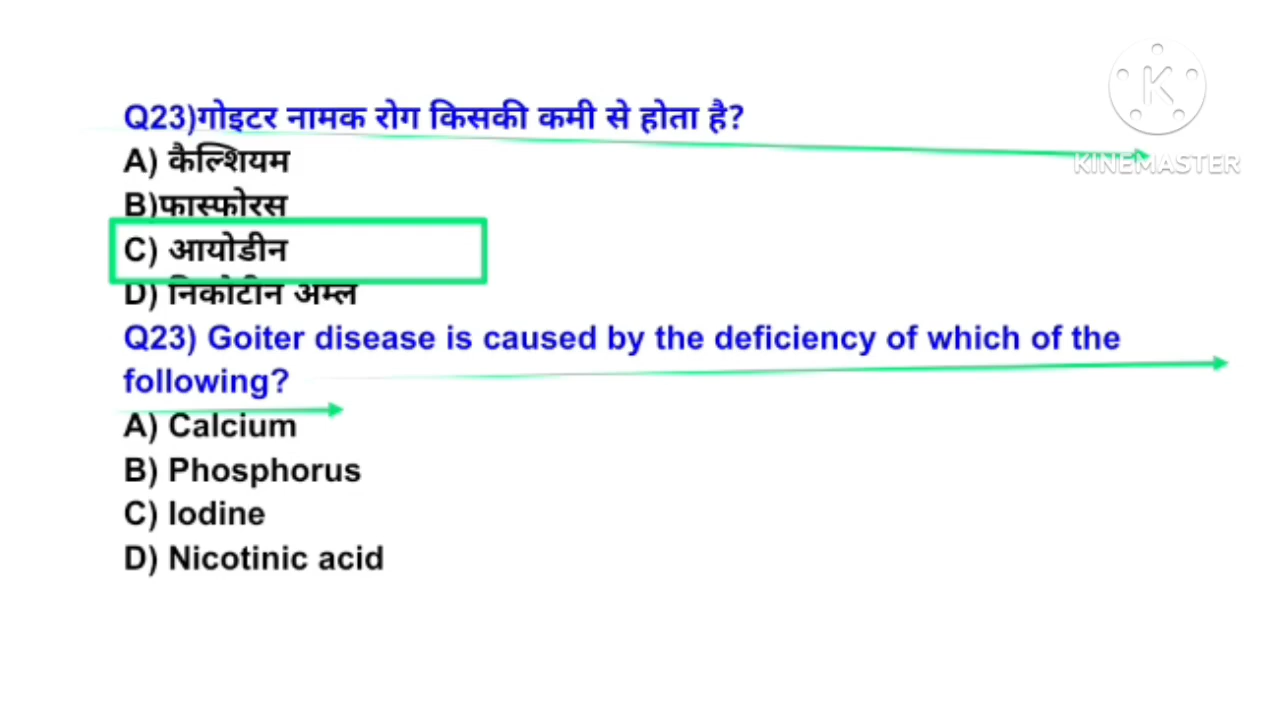 Q23)गोइटर नामक रोग किसकी कमी से होता है?
A) कैल्शियम
B)फास्फोरस
C) आयोडीन
D) निकोटीन अम्ल
Q23) Goiter disease is caused by the deficiency of which of the
following?
A) Calcium
B) Phosphorus
C) Iodine
D) Nicotinic acid
K
KINEMASTER